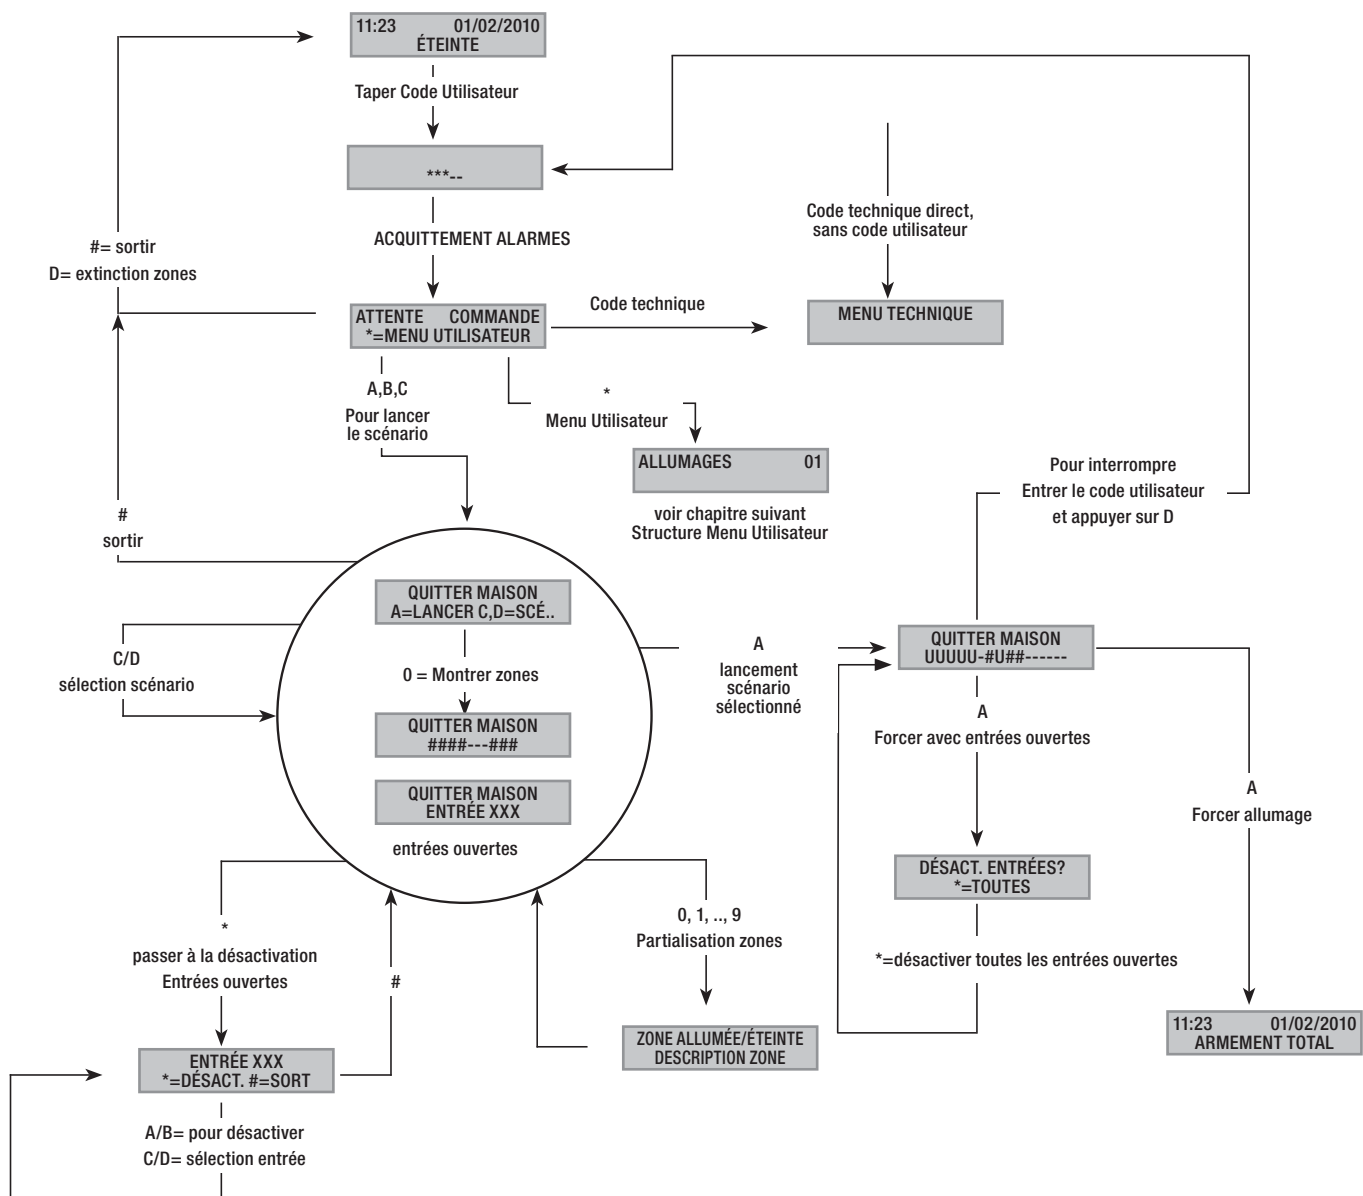 11:23 01/02/2010
ÉTEINTE
Taper Code Utilisateur
***--
ACQUITTEMENT ALARMES
Code technique direct,
sans code utilisateur
#= sortir
D= extinction zones
ATTENTE COMMANDE
*=MENU UTILISATEUR
Code technique
MENU TECHNIQUE
A,B,C
Pour lancer
le scénario
*
Menu Utilisateur
ALLUMAGES 01
voir chapitre suivant
Structure Menu Utilisateur
Pour interrompre
Entrer le code utilisateur
et appuyer sur D
#
sortir
QUITTER MAISON
A=LANCER C,D=SCÉ..
0 = Montrer zones
QUITTER MAISON
####---###
QUITTER MAISON
ENTRÉE XXX
entrées ouvertes
C/D
sélection scénario
A
lancement
scénario
sélectionné
QUITTER MAISON
UUUUU-#U##------
A
Forcer avec entrées ouvertes
A
Forcer allumage
DÉSACT. ENTRÉES?
*=TOUTES
*=désactiver toutes les entrées ouvertes
11:23 01/02/2010
ARMEMENT TOTAL
*
passer à la désactivation
Entrées ouvertes
#
0, 1, .., 9
Partialisation zones
ZONE ALLUMÉE/ÉTEINTE
DESCRIPTION ZONE
ENTRÉE XXX
*=DÉSACT. #=SORT
A/B= pour désactiver
C/D= sélection entrée